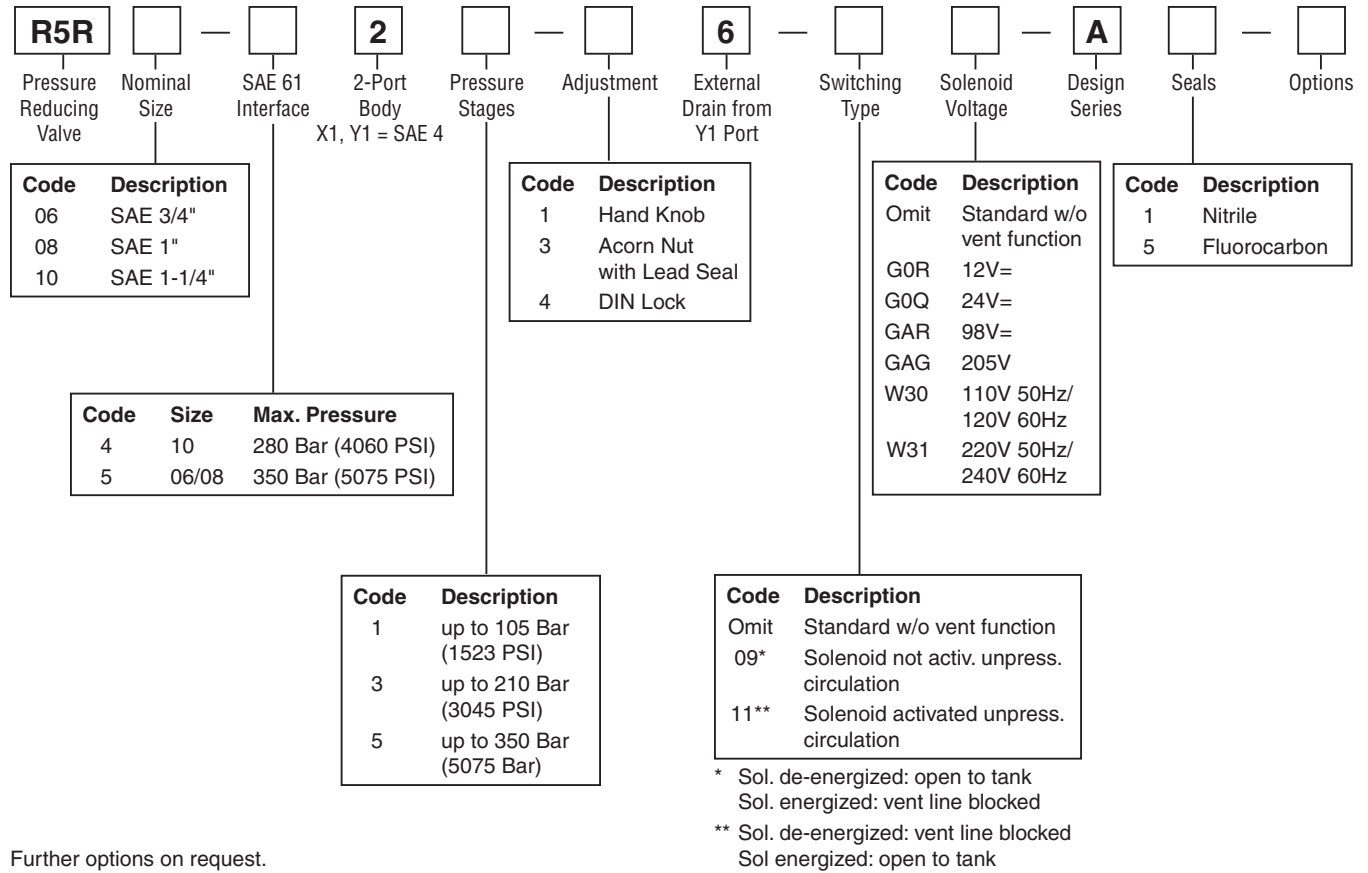 R5R — 2 — 6 — — A —
Pressure Reducing Valve
Nominal Size
SAE 61 Interface
2-Port Body X1, Y1 = SAE 4
Pressure Stages
Adjustment
External Drain from Y1 Port
Switching Type
Solenoid Voltage
Design Series
Seals
Options
Code Description
06 SAE 3/4"
08 SAE 1"
10 SAE 1-1/4"
Code Description
1 Hand Knob
3 Acorn Nut
with Lead Seal
4 DIN Lock
Code Description
Omit Standard w/o
vent function
G0R 12V=
G0Q 24V=
GAR 98V=
GAG 205V
W30 110V 50Hz/
120V 60Hz
W31 220V 50Hz/
240V 60Hz
Code Description
1 Nitrile
5 Fluorocarbon
Code Size Max. Pressure
4 10 280 Bar (4060 PSI)
5 06/08 350 Bar (5075 PSI)
Code Description
1 up to 105 Bar
(1523 PSI)
3 up to 210 Bar
(3045 PSI)
5 up to 350 Bar
(5075 Bar)
Code Description
Omit Standard w/o vent function
09* Solenoid not activ. unpress.
circulation
11** Solenoid activated unpress.
circulation
* Sol. de-energized: open to tank
Sol. energized: vent line blocked
** Sol. de-energized: vent line blocked
Sol energized: open to tank
Further options on request.